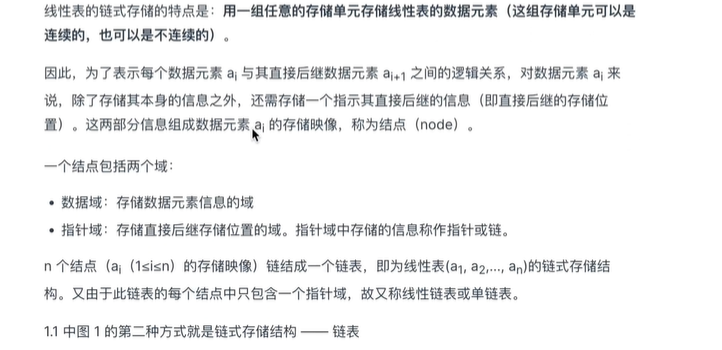 线性表的链式存储的特点是：用一组任意的存储单元存储线性表的数据元素（这组存储单元可以是
连续的，也可以是不连续的）。
因此，为了表示每个数据元素 aᵢ 与其直接后继数据元素 aᵢ₊₁ 之间的逻辑关系，对数据元素 aᵢ 来
说，除了存储其本身的信息之外，还需存储一个指示其直接后继的信息（即直接后继的存储位
置）。这两部分信息组成数据元素 aᵢ 的存储映像，称为结点（node）。
一个结点包括两个域：
• 数据域：存储数据元素信息的域
• 指针域：存储直接后继存储位置的域。指针域中存储的信息称作指针或链。
n 个结点（aᵢ（1≤i≤n）的存储映像）链结成一个链表，即为线性表(a₁, a₂,..., aₙ)的链式存储结
构。又由于此链表的每个结点中只包含一个指针域，故又称线性链表或单链表。
1.1 中图 1 的第二种方式就是链式存储结构 —— 链表